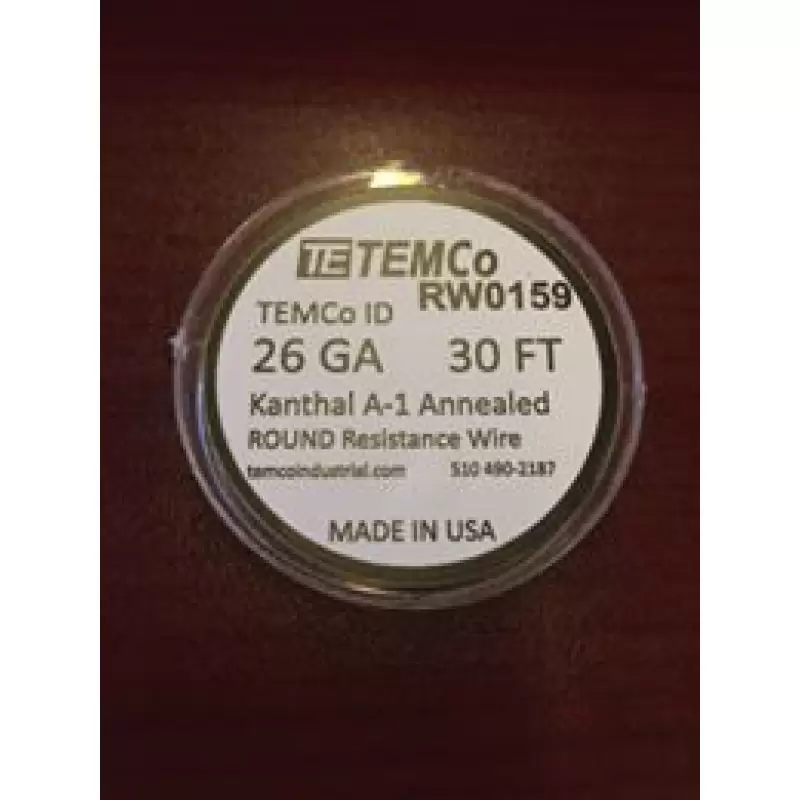 TE TEMCo
TEMCo ID RW0159
26 GA 30 FT
Kanthal A-1 Annealed
ROUND Resistance Wire
temcoindustrial.com 510 490-2187
MADE IN USA